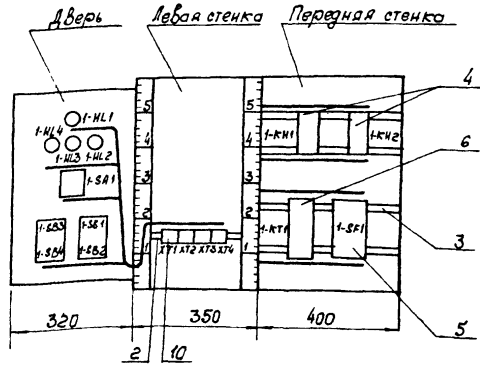 Дверь
Левая стенка
Передняя стенка
4
6
3
5
5
4
3
2
1
5
4
3
2
1
1-HL1
1-HL4
1-HL3 1-HL2
1-SA1
1-SB3
1-SB4
1-SB1
1-SB2
XT1 XT2 XT3 XT4
1-KH1
1-KH2
1-KT1
1-SF1
320
350
400
2
10